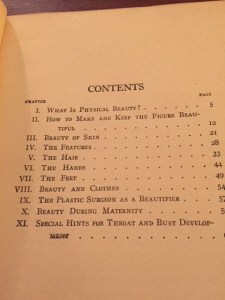 CONTENTS
CHAPTER PAGE
I. What Is Physical Beauty? . . . . . 5
II. How to Make and Keep the Figure Beau-
tiful . . . . . . . . . 12
III. Beauty of Skin . . . . . . . 21
IV. The Features . . . . . . . 28
V. The Hair . . . . . . . . 33
VI. The Hands . . . . . . . . 44
VII. The Feet . . . . . . . . 49
VIII. Beauty and Clothes . . . . . . 54
IX. The Plastic Surgeon as a Beautifier . . 57
X. Beauty During Maternity . . . .
XI. Special Hints for Throat and Bust Develop-
ment . . . . . . .